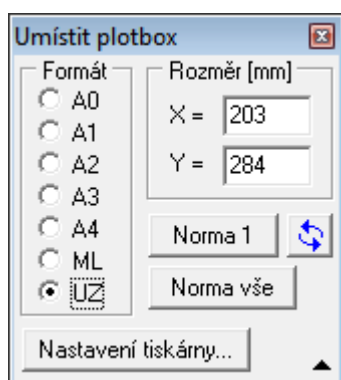 Umístit plotbox
Formát
A0
A1
A2
A3
A4
ML
UZ
Rozměr [mm]
X = 203
Y = 284
Norma 1
Norma vše
Nastavení tiskárny...